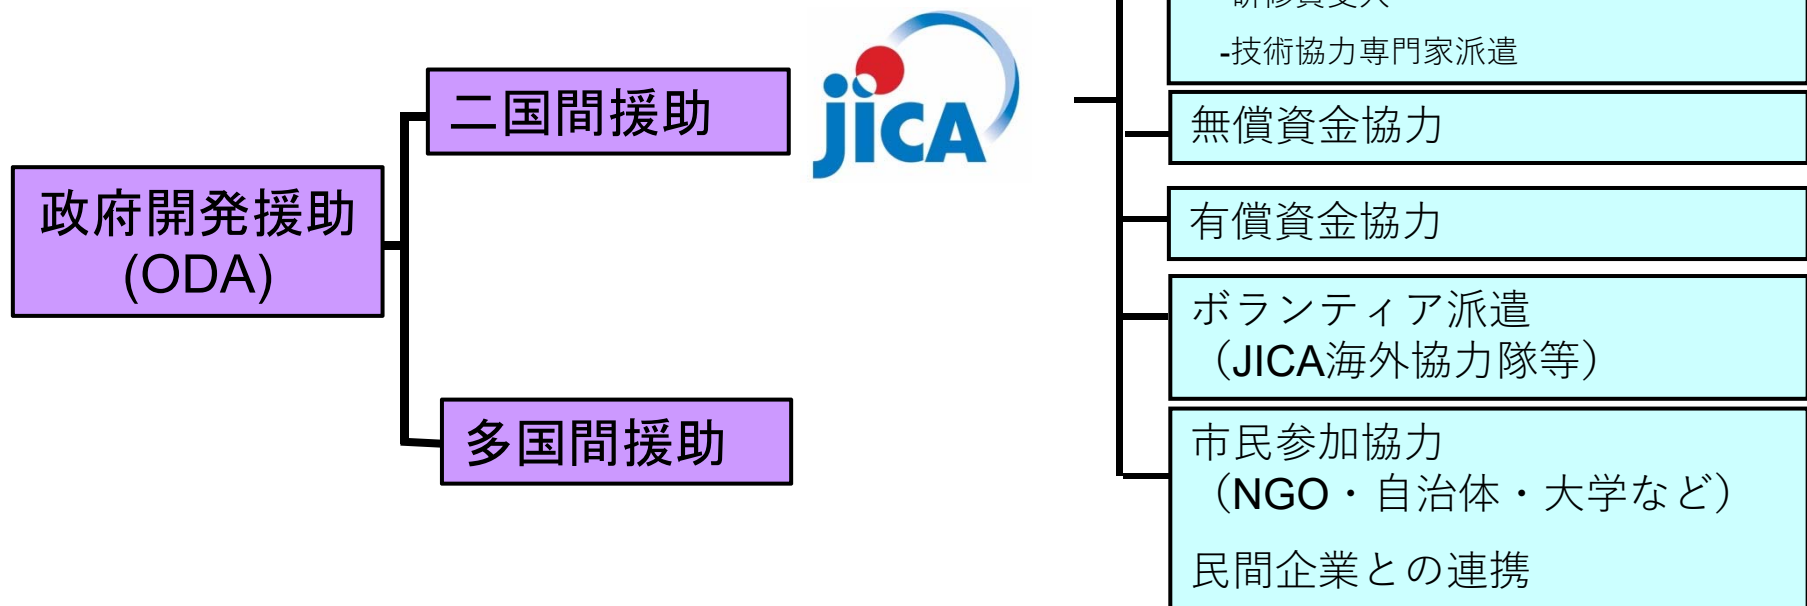 政府開発援助
(ODA)
二国間援助
多国間援助
jica
-技術協力専門家派遣
無償資金協力
有償資金協力
ボランティア派遣
（JICA海外協力隊等）
市民参加協力
（NGO・自治体・大学など）
民間企業との連携